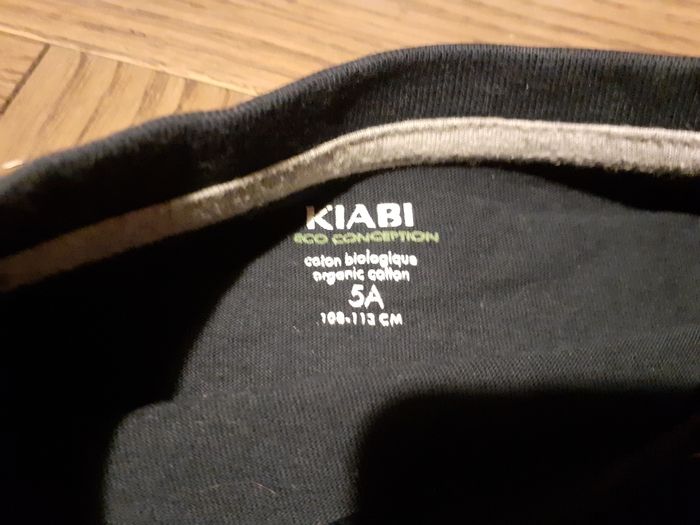 KIABI
ECO CONCEPTION
coton biologique
organic cotton
5A
108-113 CM